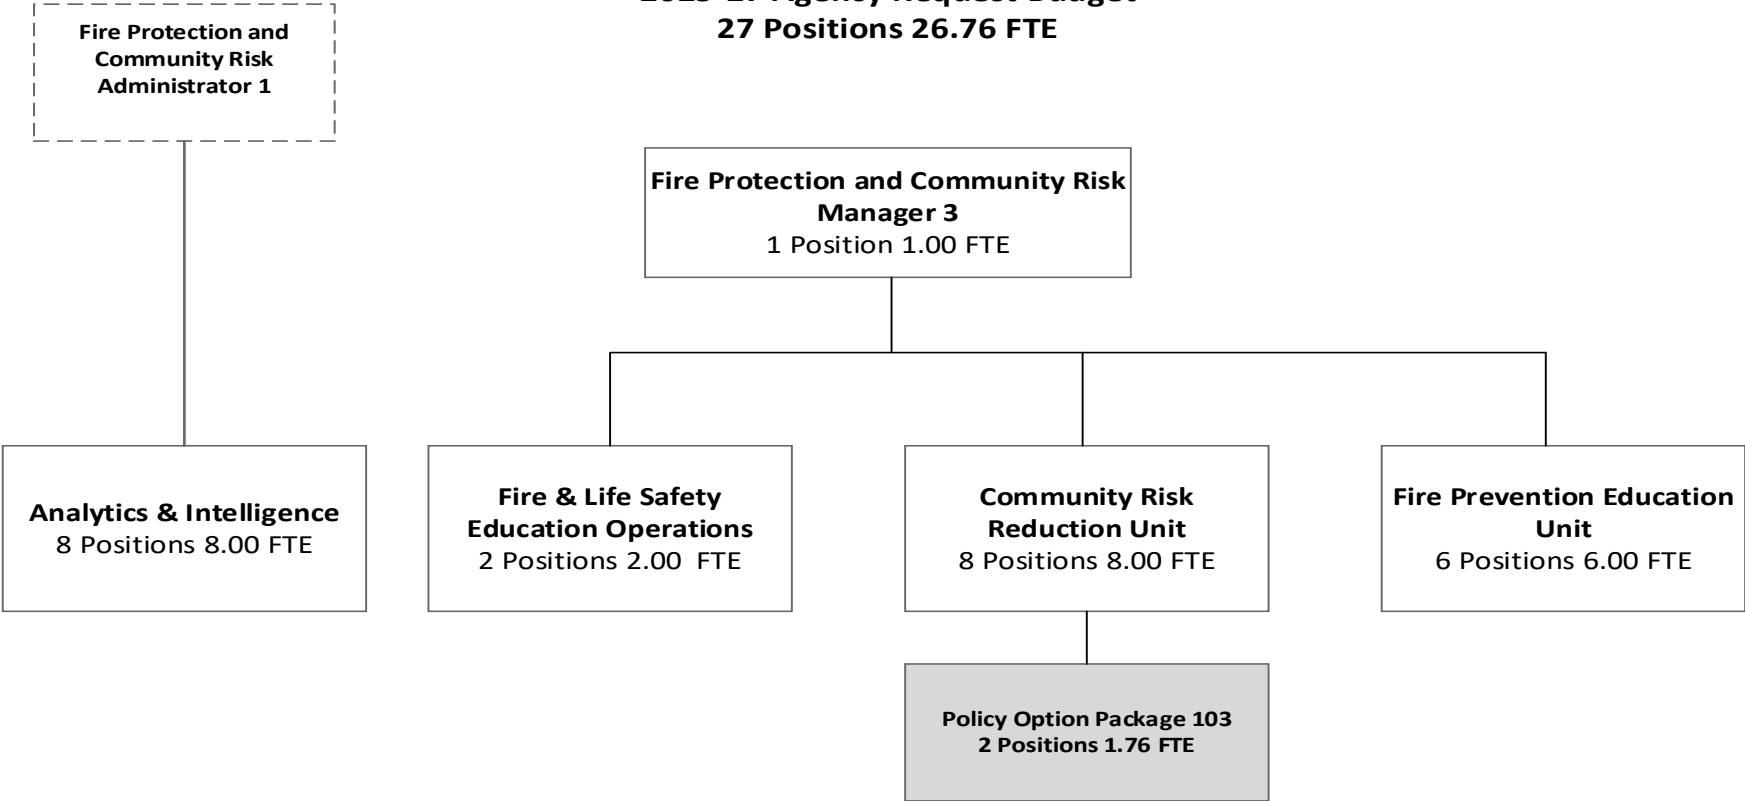 Agency Request Budget
27 Positions 26.76 FTE
Fire Protection and
Community Risk
Administrator 1
Fire Protection and Community Risk
Manager 3
1 Position 1.00 FTE
Analytics & Intelligence
8 Positions 8.00 FTE
Fire & Life Safety
Education Operations
2 Positions 2.00 FTE
Community Risk
Reduction Unit
8 Positions 8.00 FTE
Fire Prevention Education
Unit
6 Positions 6.00 FTE
Policy Option Package 103
2 Positions 1.76 FTE